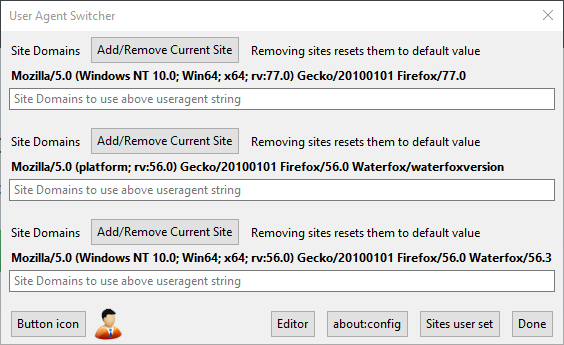 User Agent Switcher
Site Domains Add/Remove Current Site Removing sites resets them to default value
Mozilla/5.0 (Windows NT 10.0; Win64; x64; rv:77.0) Gecko/20100101 Firefox/77.0
Site Domains to use above useragent string
Site Domains Add/Remove Current Site Removing sites resets them to default value
Mozilla/5.0 (platform; rv:56.0) Gecko/20100101 Firefox/56.0 Waterfox/waterfoxversion
Site Domains to use above useragent string
Site Domains Add/Remove Current Site Removing sites resets them to default value
Mozilla/5.0 (Windows NT 10.0; Win64; x64; rv:56.0) Gecko/20100101 Firefox/56.0 Waterfox/56.3
Site Domains to use above useragent string
Button icon Editor about:config Sites user set Done